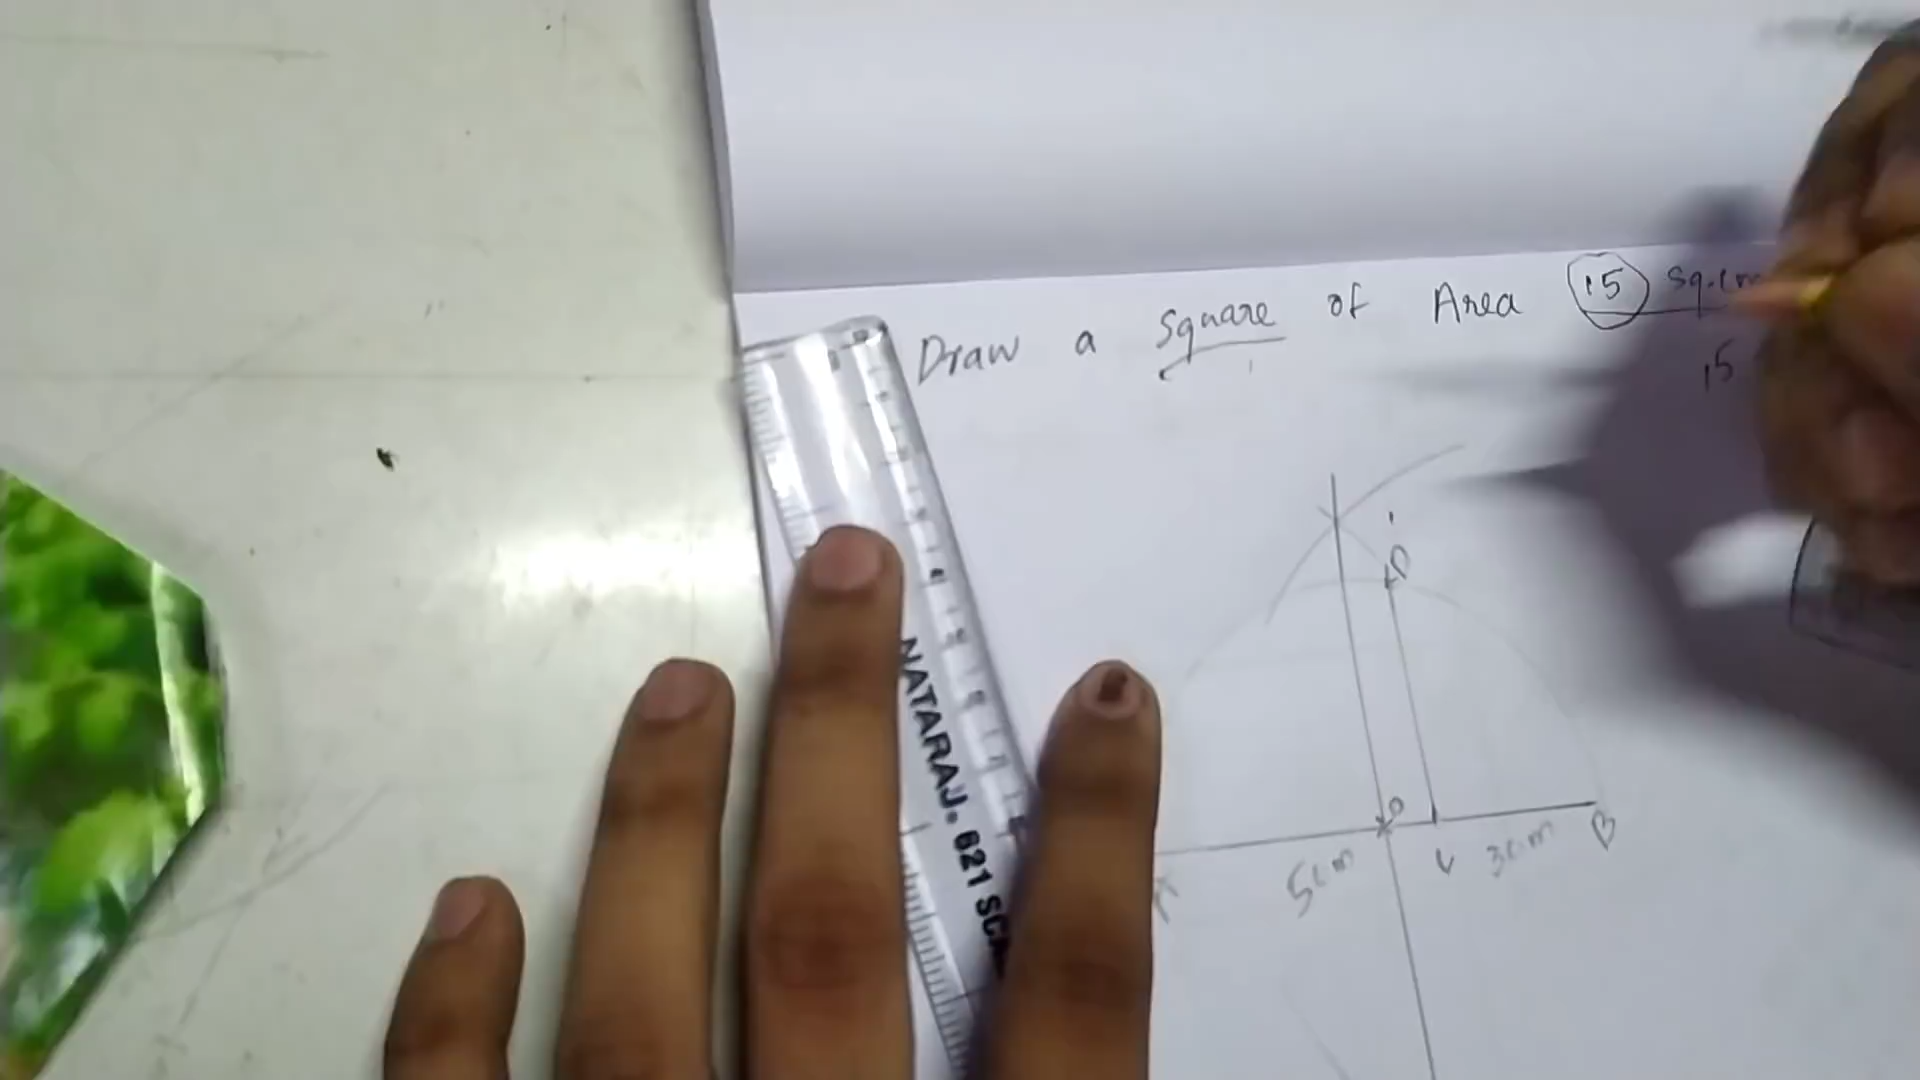 Draw a Square of Area 15 sq.cm
15
D
O
5cm
3cm
B
A
NATARAJ. 621 SC